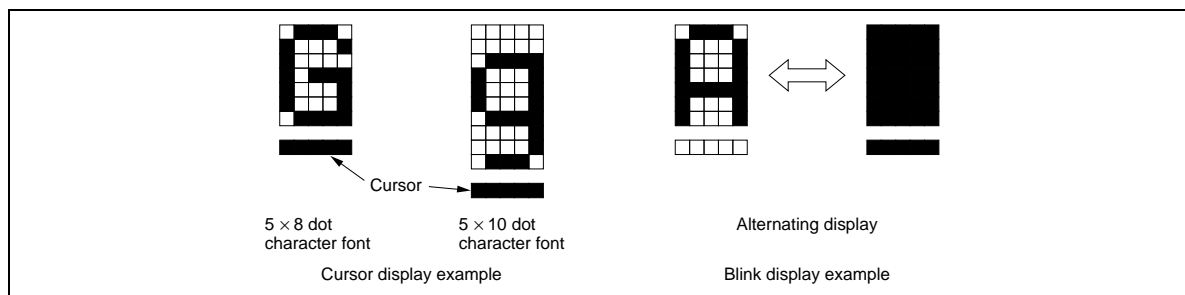 Cursor
5 × 8 dot
character font
5 × 10 dot
character font
Alternating display
Cursor display example
Blink display example